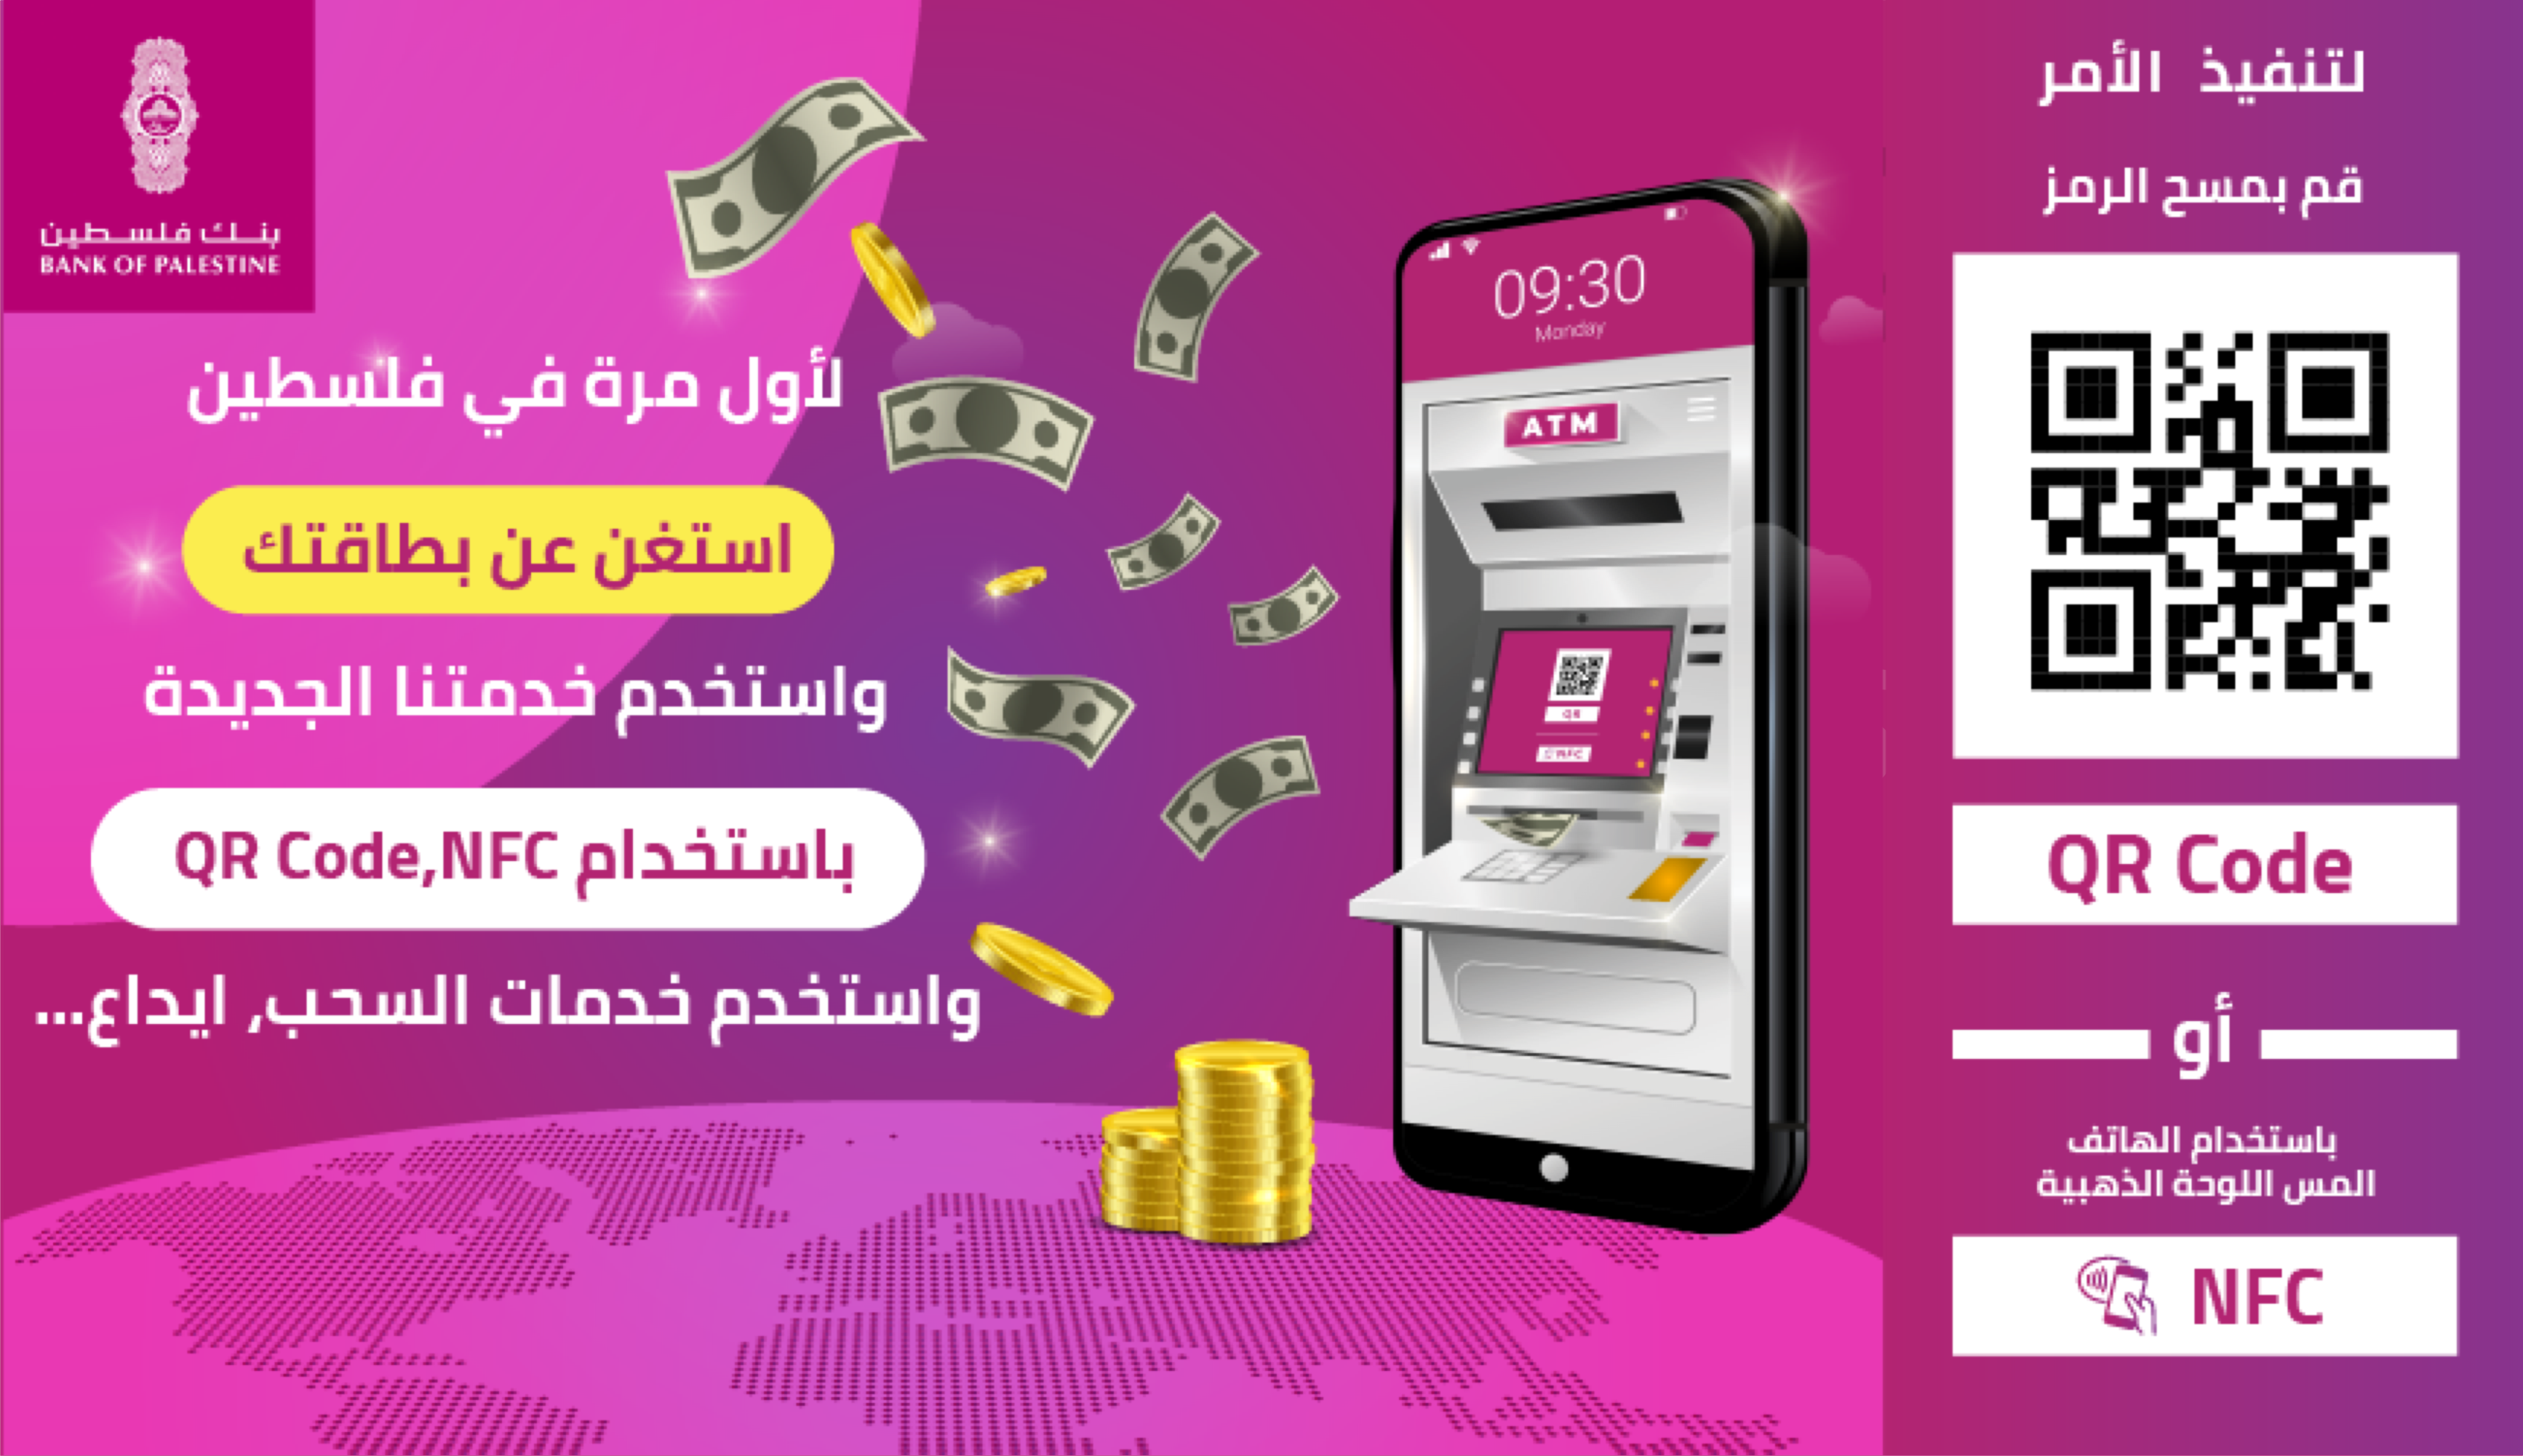 بنك فلسطين
BANK OF PALESTINE
لأول مرة في فلسطين
استغن عن بطاقتك
واستخدم خدمتنا الجديدة
باستخدام QR Code,NFC
واستخدم خدمات السحب, ايداع...
09:30
Monday
ATM
QR
NFC
لتنفيذ الأمر
قم بمسح الرمز
QR Code
أو
باستخدام الهاتف
المس اللوحة الذهبية
NFC